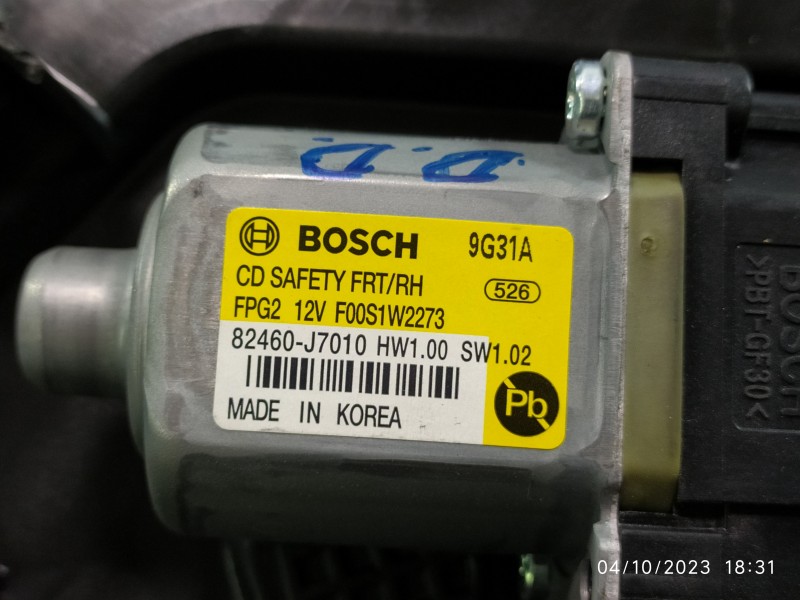 D.D.
BOSCH 9G31A
CD SAFETY FRT/RH 526
FPG2 12V F00S1W2273
82460-J7010 HW1.00 SW1.02
Pb
MADE IN KOREA
BOSCH
>PBT-GF30<
04/10/2023 18:31